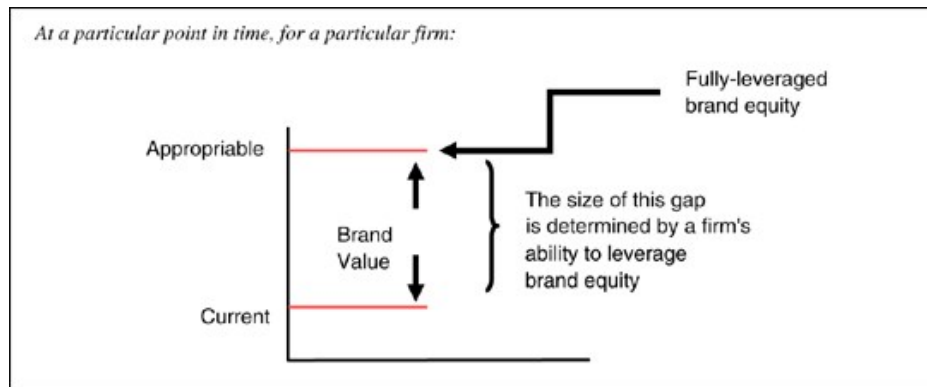 At a particular point in time, for a particular firm:
Fully-leveraged
brand equity
Appropriable
The size of this gap
is determined by a firm's
ability to leverage
brand equity
Brand
Value
Current